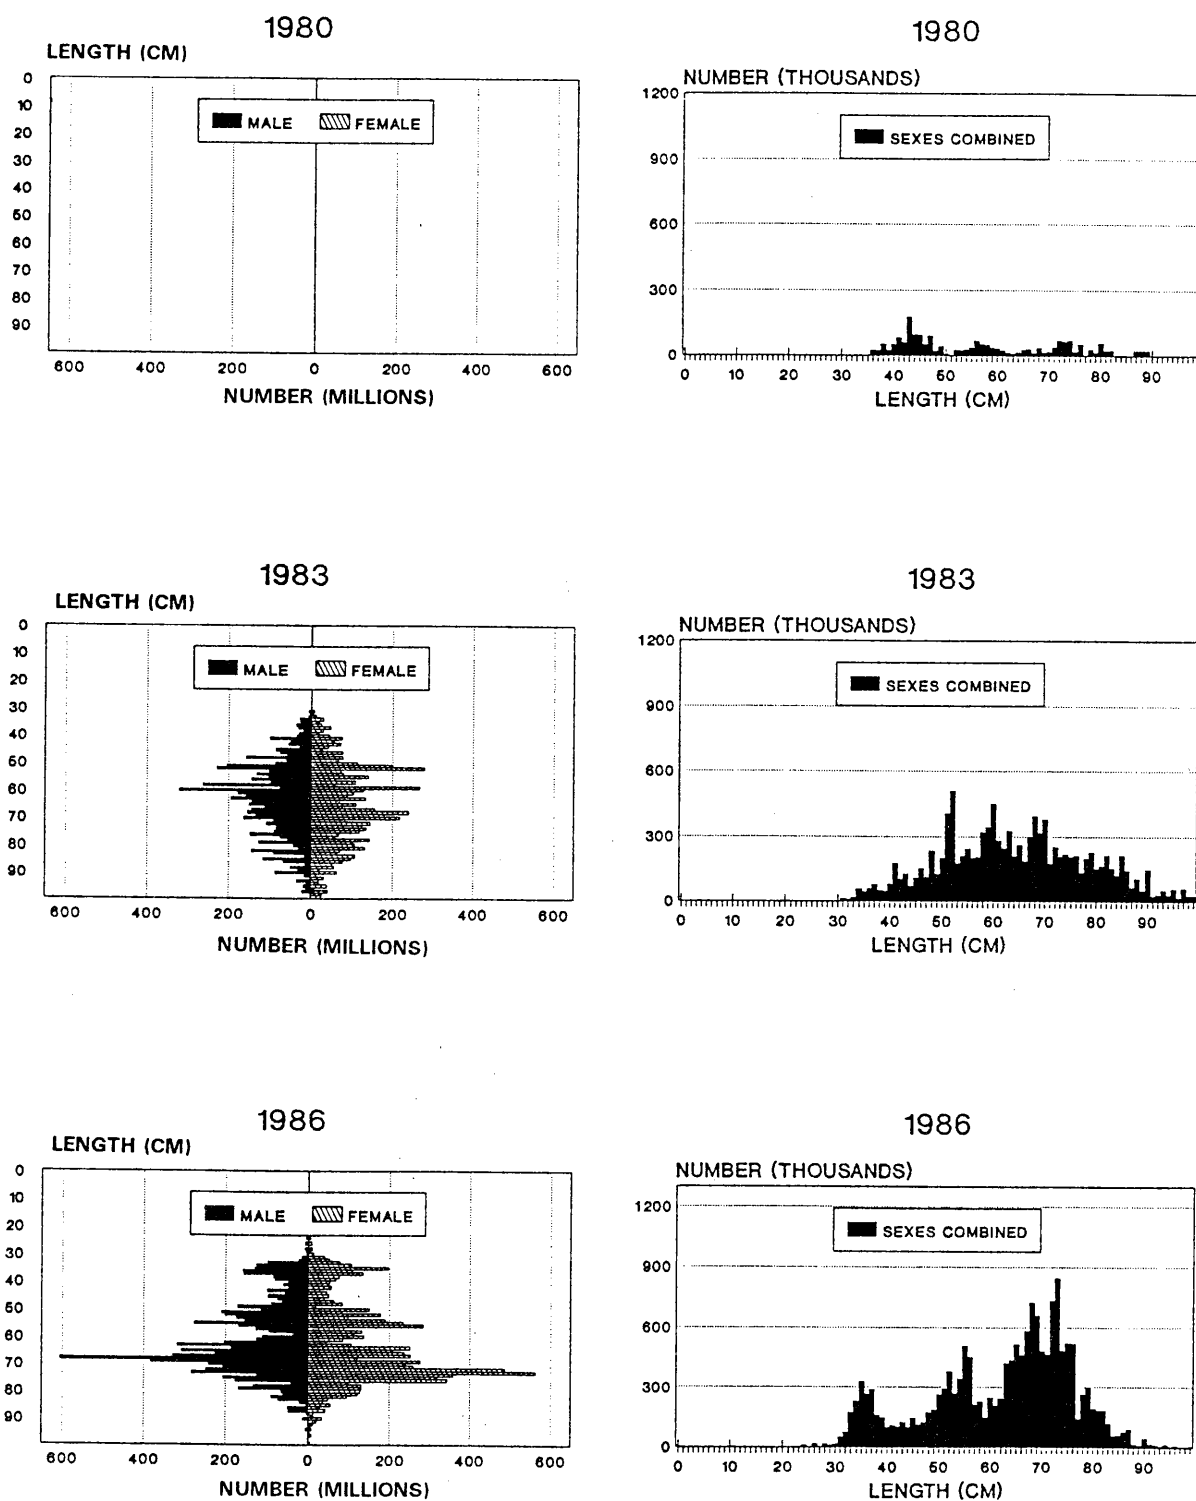 1980
LENGTH (CM)
0
10
20
30
40
50
60
70
80
90
MALE FEMALE
600 400 200 0 200 400 600
NUMBER (MILLIONS)
1980
NUMBER (THOUSANDS)
1200
900
600
300
0
SEXES COMBINED
0 10 20 30 40 50 60 70 80 90
LENGTH (CM)
1983
LENGTH (CM)
0
10
20
30
40
50
60
70
80
90
MALE FEMALE
600 400 200 0 200 400 600
NUMBER (MILLIONS)
1983
NUMBER (THOUSANDS)
1200
900
600
300
0
SEXES COMBINED
0 10 20 30 40 50 60 70 80 90
LENGTH (CM)
1986
LENGTH (CM)
0
10
20
30
40
50
60
70
80
90
MALE FEMALE
600 400 200 0 200 400 600
NUMBER (MILLIONS)
1986
NUMBER (THOUSANDS)
1200
900
600
300
0
SEXES COMBINED
0 10 20 30 40 50 60 70 80 90
LENGTH (CM)